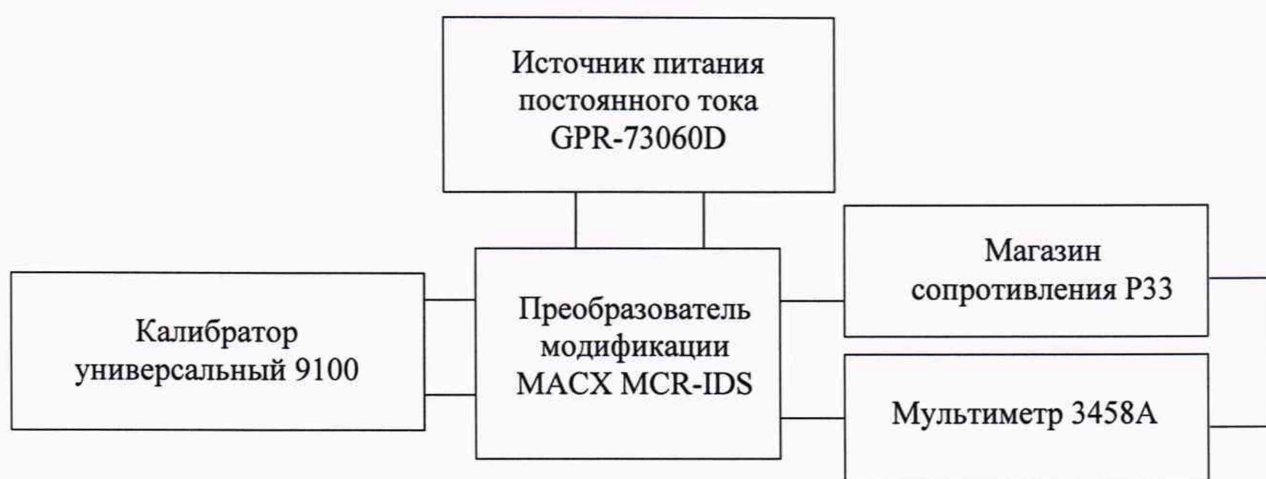 Источник питания
постоянного тока
GPR-73060D
Магазин
сопротивления Р33
Калибратор
универсальный 9100
Преобразователь
модификации
MACX MCR-IDS
Мультиметр 3458А